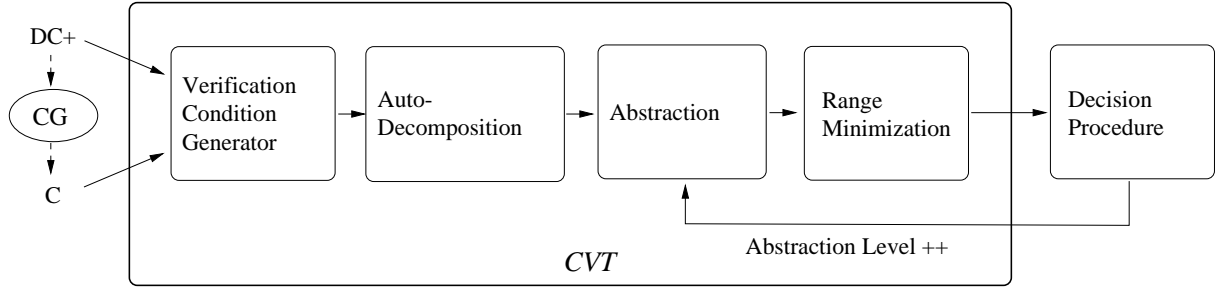 DC+
CG
C
Verification
Condition
Generator
Auto-
Decomposition
Abstraction
Range
Minimization
Decision
Procedure
Abstraction Level ++
CVT